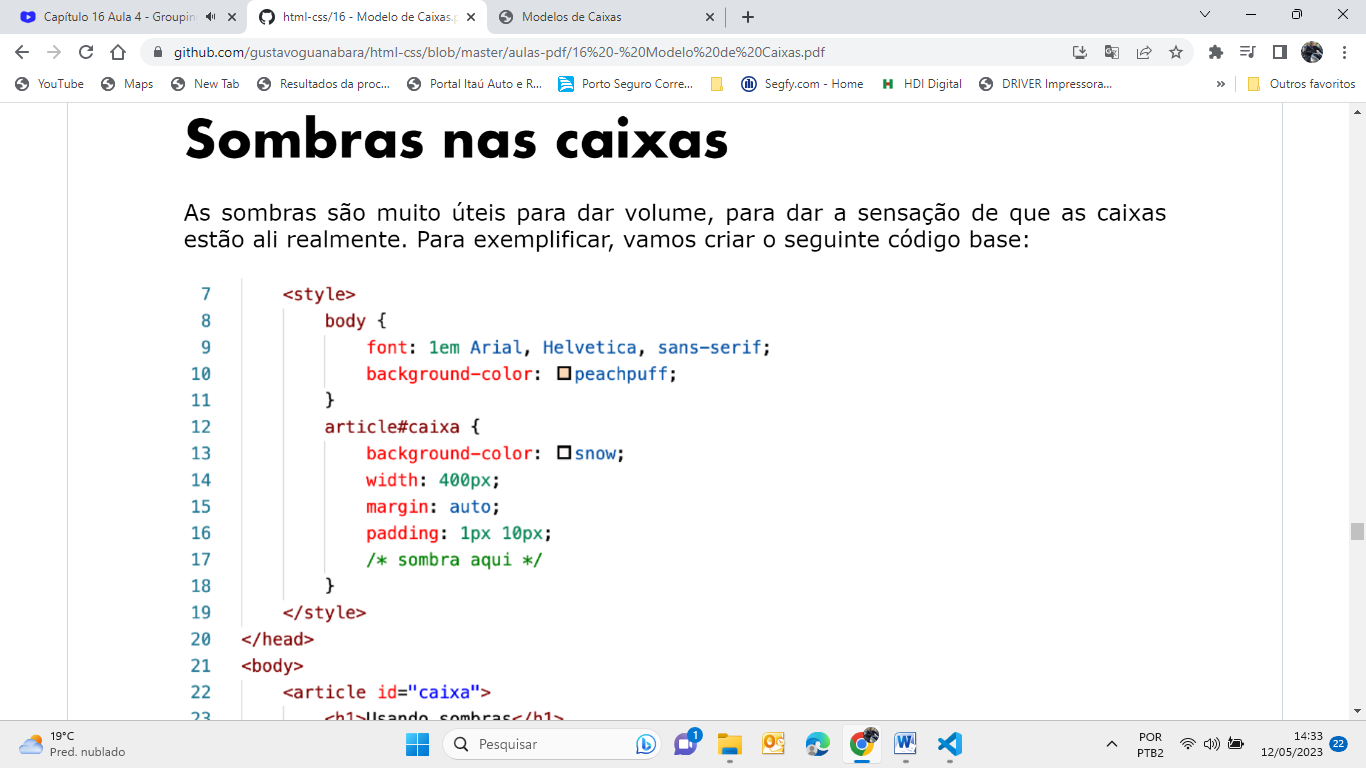 Capítulo 16 Aula 4 - Groupin
html-css/16 - Modelo de Caixas.p
Modelos de Caixas
github.com/gustavoguanabara/html-css/blob/master/aulas-pdf/16%20-%20Modelo%20de%20Caixas.pdf
YouTube Maps New Tab Resultados da proc... Portal Itaú Auto e R... Porto Seguro Corre... Segfy.com - Home HDI Digital DRIVER Impressora... » Outros favoritos
Sombras nas caixas
As sombras são muito úteis para dar volume, para dar a sensação de que as caixas
estão ali realmente. Para exemplificar, vamos criar o seguinte código base:
7 <style>
8 body {
9 font: 1em Arial, Helvetica, sans-serif;
10 background-color: peachpuff;
11 }
12 article#caixa {
13 background-color: snow;
14 width: 400px;
15 margin: auto;
16 padding: 1px 10px;
17 /* sombra aqui */
18 }
19 </style>
20 </head>
21 <body>
22 <article id="caixa">
23 <h1>Usando sombras</h1>
19°C
Pred. nublado
Pesquisar
1
POR
PTB2
14:33
12/05/2023
22